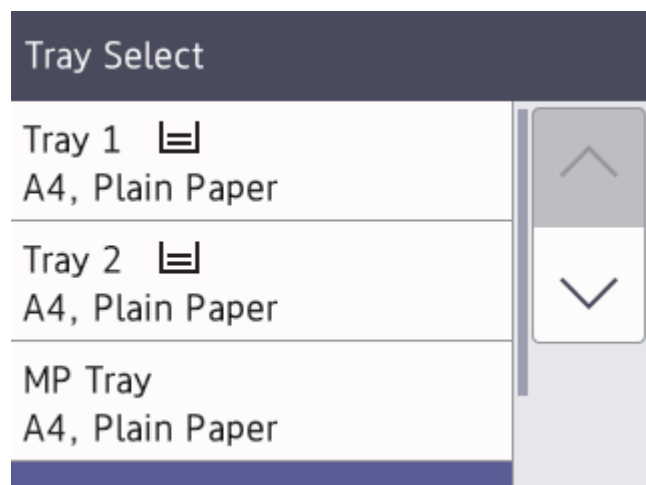 Tray Select
Tray 1
A4, Plain Paper
Tray 2
A4, Plain Paper
MP Tray
A4, Plain Paper